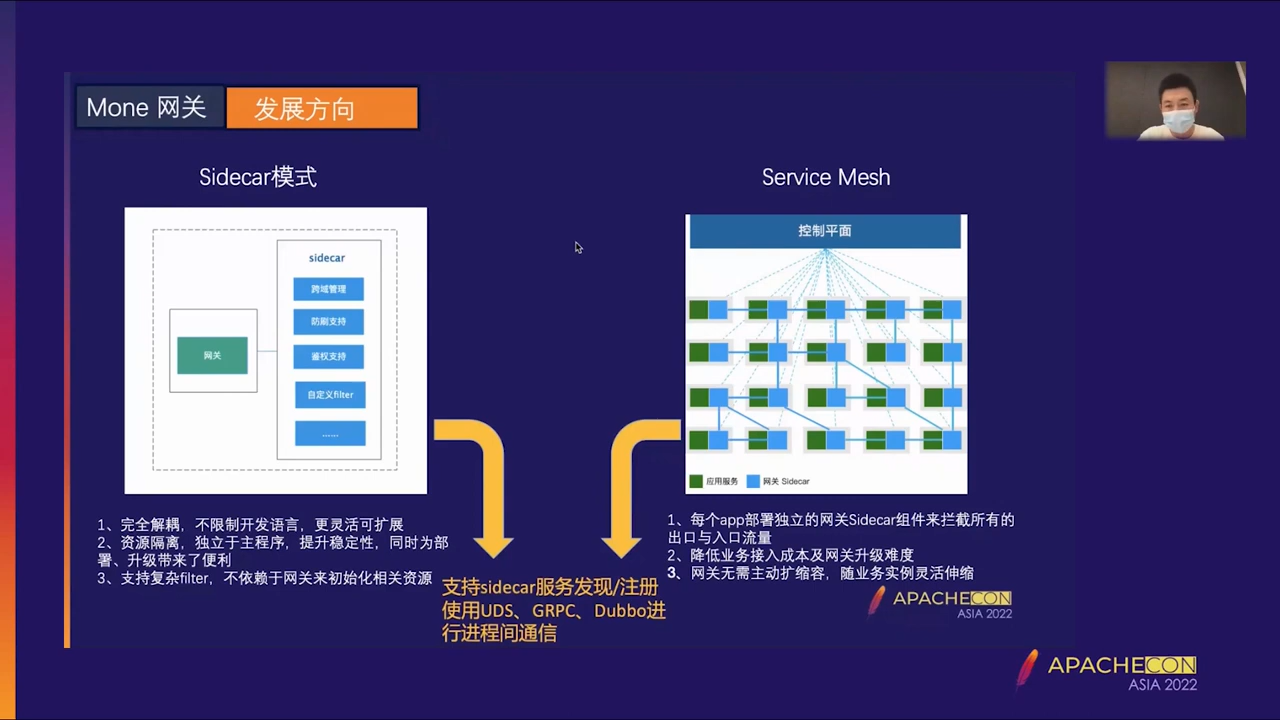 Mone 网关
发展方向
Sidecar模式
Service Mesh
sidecar
跨域管理
防刷支持
网关
鉴权支持
自定义filter
......
控制平面
应用服务
网关 Sidecar
1、完全解耦，不限制开发语言，更灵活可扩展
2、资源隔离，独立于主程序，提升稳定性，同时为部
署、升级带来了便利
3、支持复杂filter，不依赖于网关来初始化相关资源
支持sidecar服务发现/注册
使用UDS、GRPC、Dubbo进
行进程间通信
1、每个app部署独立的网关Sidecar组件来拦截所有的
出口与入口流量
2、降低业务接入成本及网关升级难度
3、网关无需主动扩缩容，随业务实例灵活伸缩
APACHECON
ASIA 2022
APACHECON
ASIA 2022